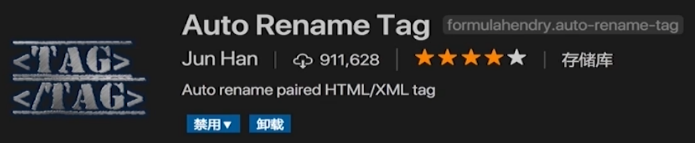 <TAG>
</TAG>
Auto Rename Tag formulahendry.auto-rename-tag
Jun Han | 911,628 | 存储库
Auto rename paired HTML/XML tag
禁用 卸载